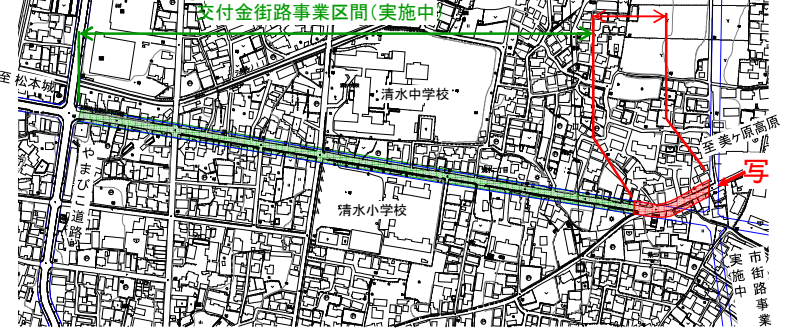 交付金街路事業区間(実施中)
至 松本城
清水中学校
至 美ケ原高原
写
やまびこ道路
清水小学校
市街路事業
実施中